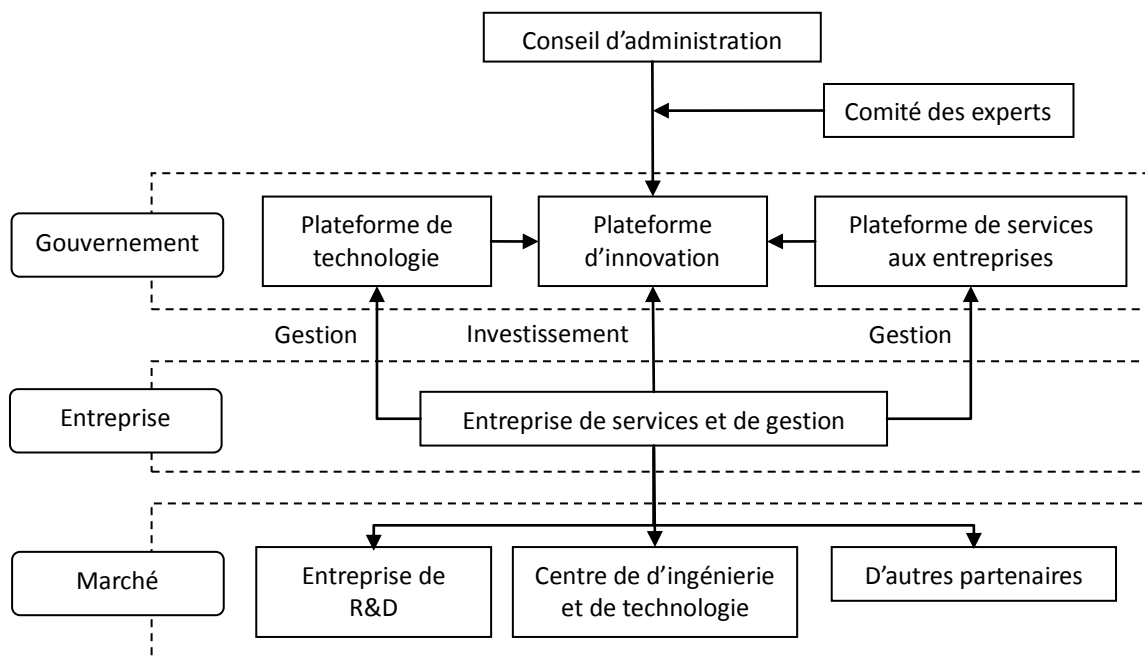 Conseil d’administration
Comité des experts
Gouvernement
Plateforme de
technologie
Plateforme
d’innovation
Plateforme de services
aux entreprises
Gestion
Investissement
Gestion
Entreprise
Entreprise de services et de gestion
Marché
Entreprise de
R&D
Centre de d’ingénierie
et de technologie
D’autres partenaires